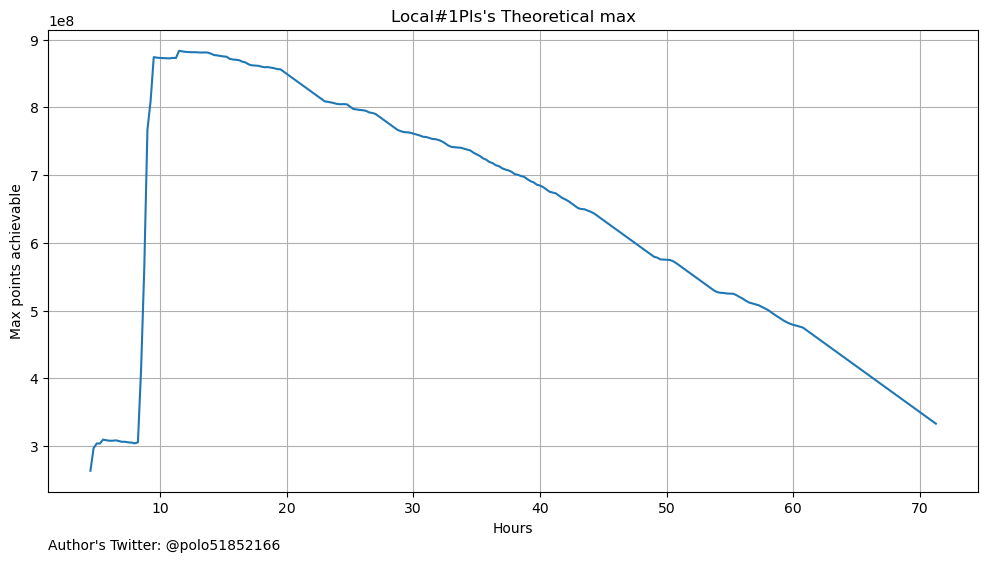 Local#1Pls's Theoretical max
1e8
9
8
7
6
5
4
3
Max points achievable
10 20 30 40 50 60 70
Hours
Author's Twitter: @polo51852166